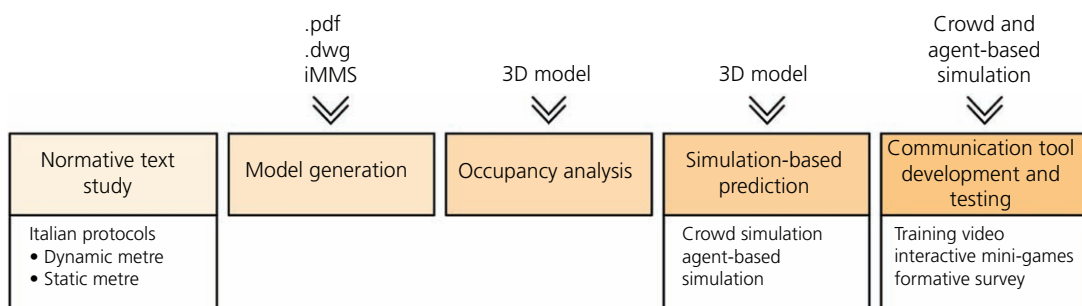 .pdf
.dwg
iMMS
3D model
3D model
Crowd and
agent-based
simulation
Normative text
study
Model generation
Occupancy analysis
Simulation-based
prediction
Communication tool
development and
testing
Italian protocols
• Dynamic metre
• Static metre
Crowd simulation
agent-based
simulation
Training video
interactive mini-games
formative survey